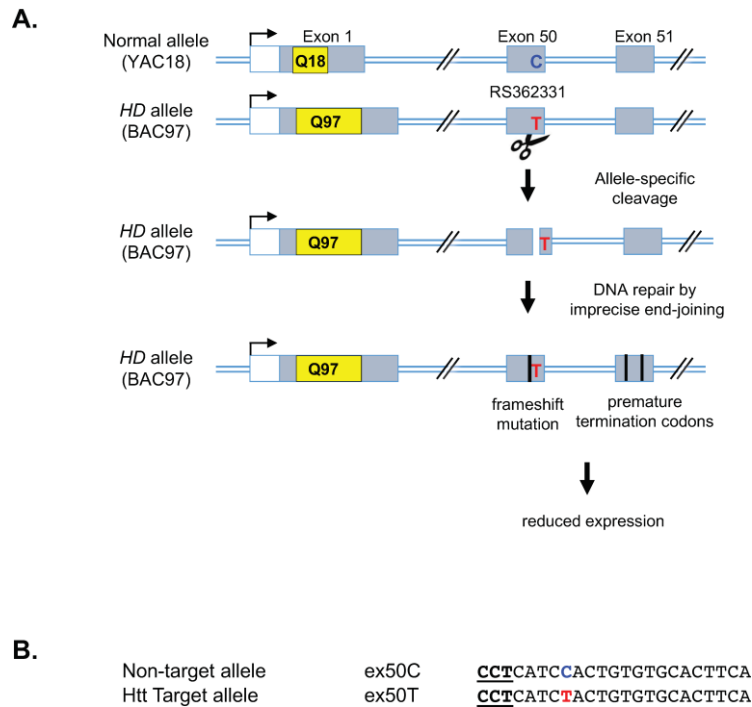 A.
Exon 1 Exon 50 Exon 51
Normal allele
(YAC18)
Q18 C
RS362331
HD allele
(BAC97)
Q97 T
Allele-specific
cleavage
HD allele
(BAC97)
Q97 T
DNA repair by
imprecise end-joining
HD allele
(BAC97)
Q97 T
frameshift
mutation
premature
termination codons
reduced expression
B.
Non-target allele ex50C CCTCATCCACTGTGTGCACTTCA
Htt Target allele ex50T CCTCATCTACTGTGTGCACTTCA